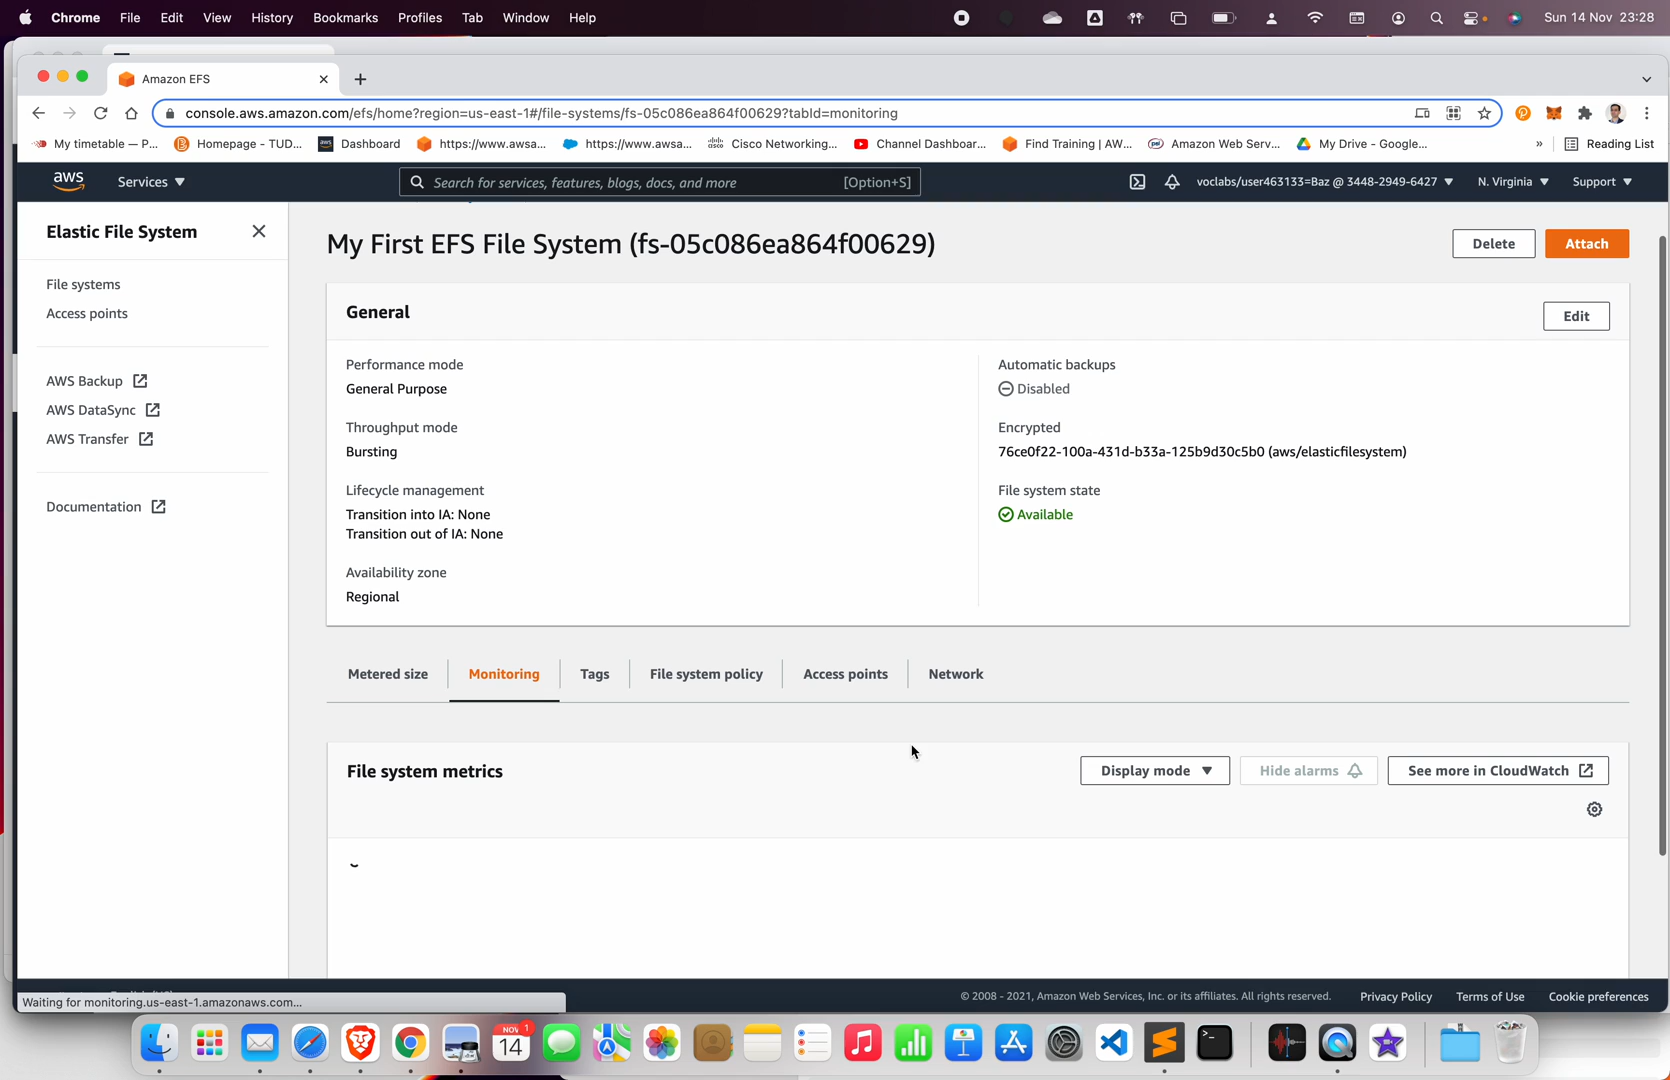 Chrome File Edit View History Bookmarks Profiles Tab Window Help Sun 14 Nov 23:28
Amazon EFS
console.aws.amazon.com/efs/home?region=us-east-1#/file-systems/fs-05c086ea864f00629?tabId=monitoring
My timetable — P... Homepage - TUD... Dashboard https://www.awsa... https://www.awsa... Cisco Networking... Channel Dashboar... Find Training | AW... Amazon Web Serv... My Drive - Google... » Reading List
aws Services ▼ Search for services, features, blogs, docs, and more [Option+S] voclabs/user463133=Baz @ 3448-2949-6427 ▼ N. Virginia ▼ Support ▼
Elastic File System
File systems
Access points
AWS Backup
AWS DataSync
AWS Transfer
Documentation
My First EFS File System (fs-05c086ea864f00629)
Delete Attach
General
Edit
Performance mode
General Purpose
Throughput mode
Bursting
Lifecycle management
Transition into IA: None
Transition out of IA: None
Availability zone
Regional
Automatic backups
Disabled
Encrypted
76ce0f22-100a-431d-b33a-125b9d30c5b0 (aws/elasticfilesystem)
File system state
Available
Metered size Monitoring Tags File system policy Access points Network
File system metrics
Display mode ▼ Hide alarms See more in CloudWatch
Waiting for monitoring.us-east-1.amazonaws.com...
© 2008 - 2021, Amazon Web Services, Inc. or its affiliates. All rights reserved. Privacy Policy Terms of Use Cookie preferences
NOV 1
14